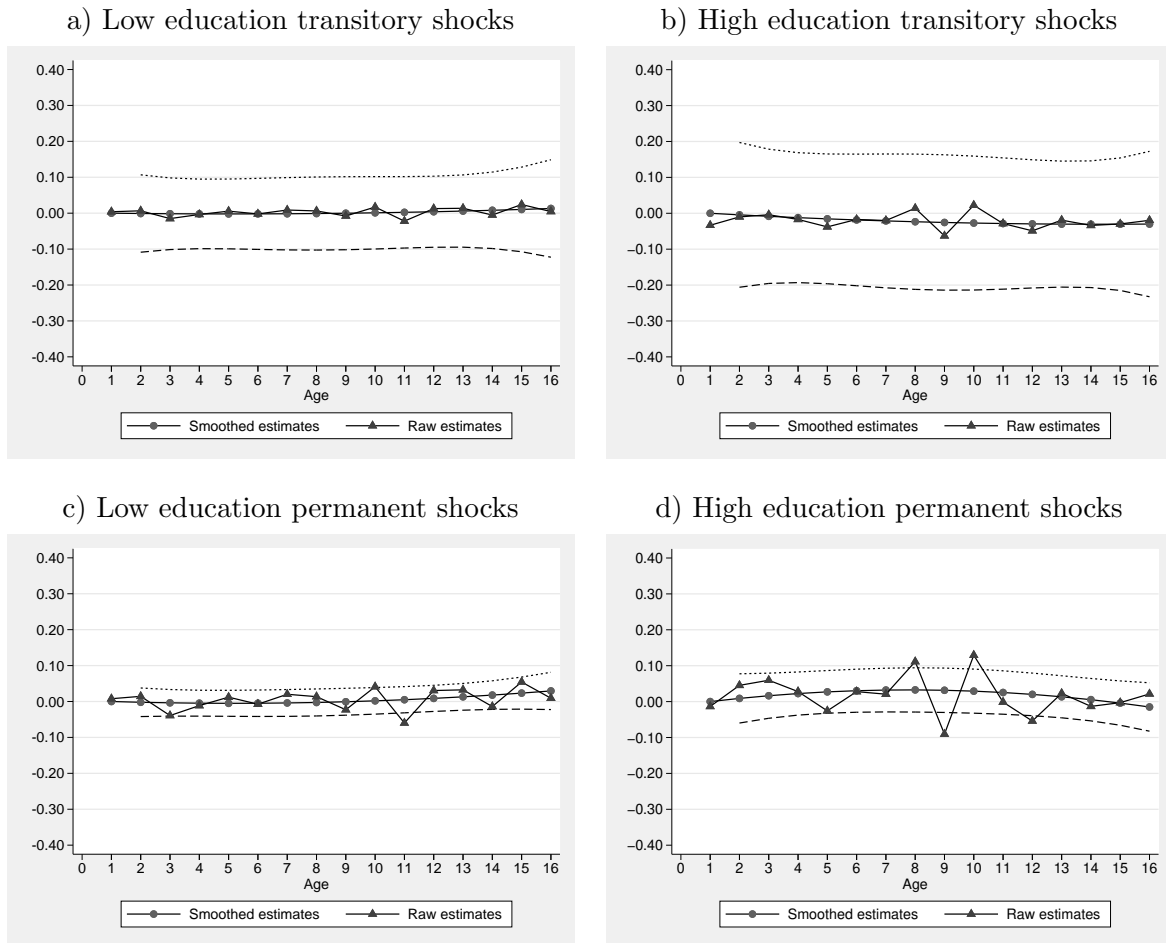 a) Low education transitory shocks
0.40
0.30
0.20
0.10
0.00
-0.10
-0.20
-0.30
-0.40
0 1 2 3 4 5 6 7 8 9 10 11 12 13 14 15 16
Age
Smoothed estimates Raw estimates
b) High education transitory shocks
0.40
0.30
0.20
0.10
0.00
−0.10
−0.20
−0.30
−0.40
0 1 2 3 4 5 6 7 8 9 10 11 12 13 14 15 16
Age
Smoothed estimates Raw estimates
c) Low education permanent shocks
0.40
0.30
0.20
0.10
0.00
-0.10
-0.20
-0.30
-0.40
0 1 2 3 4 5 6 7 8 9 10 11 12 13 14 15 16
Age
Smoothed estimates Raw estimates
d) High education permanent shocks
0.40
0.30
0.20
0.10
0.00
−0.10
−0.20
−0.30
−0.40
0 1 2 3 4 5 6 7 8 9 10 11 12 13 14 15 16
Age
Smoothed estimates Raw estimates